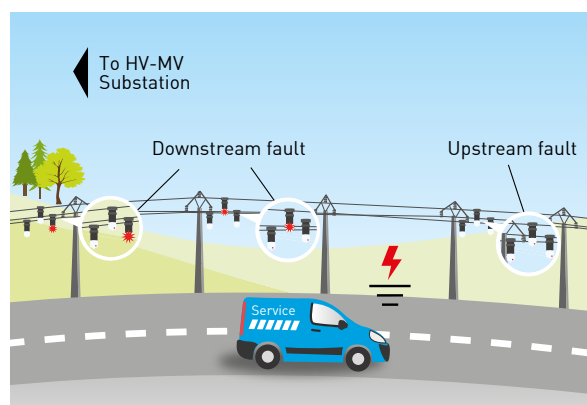 To HV-MV
Substation
Downstream fault
Upstream fault
Service